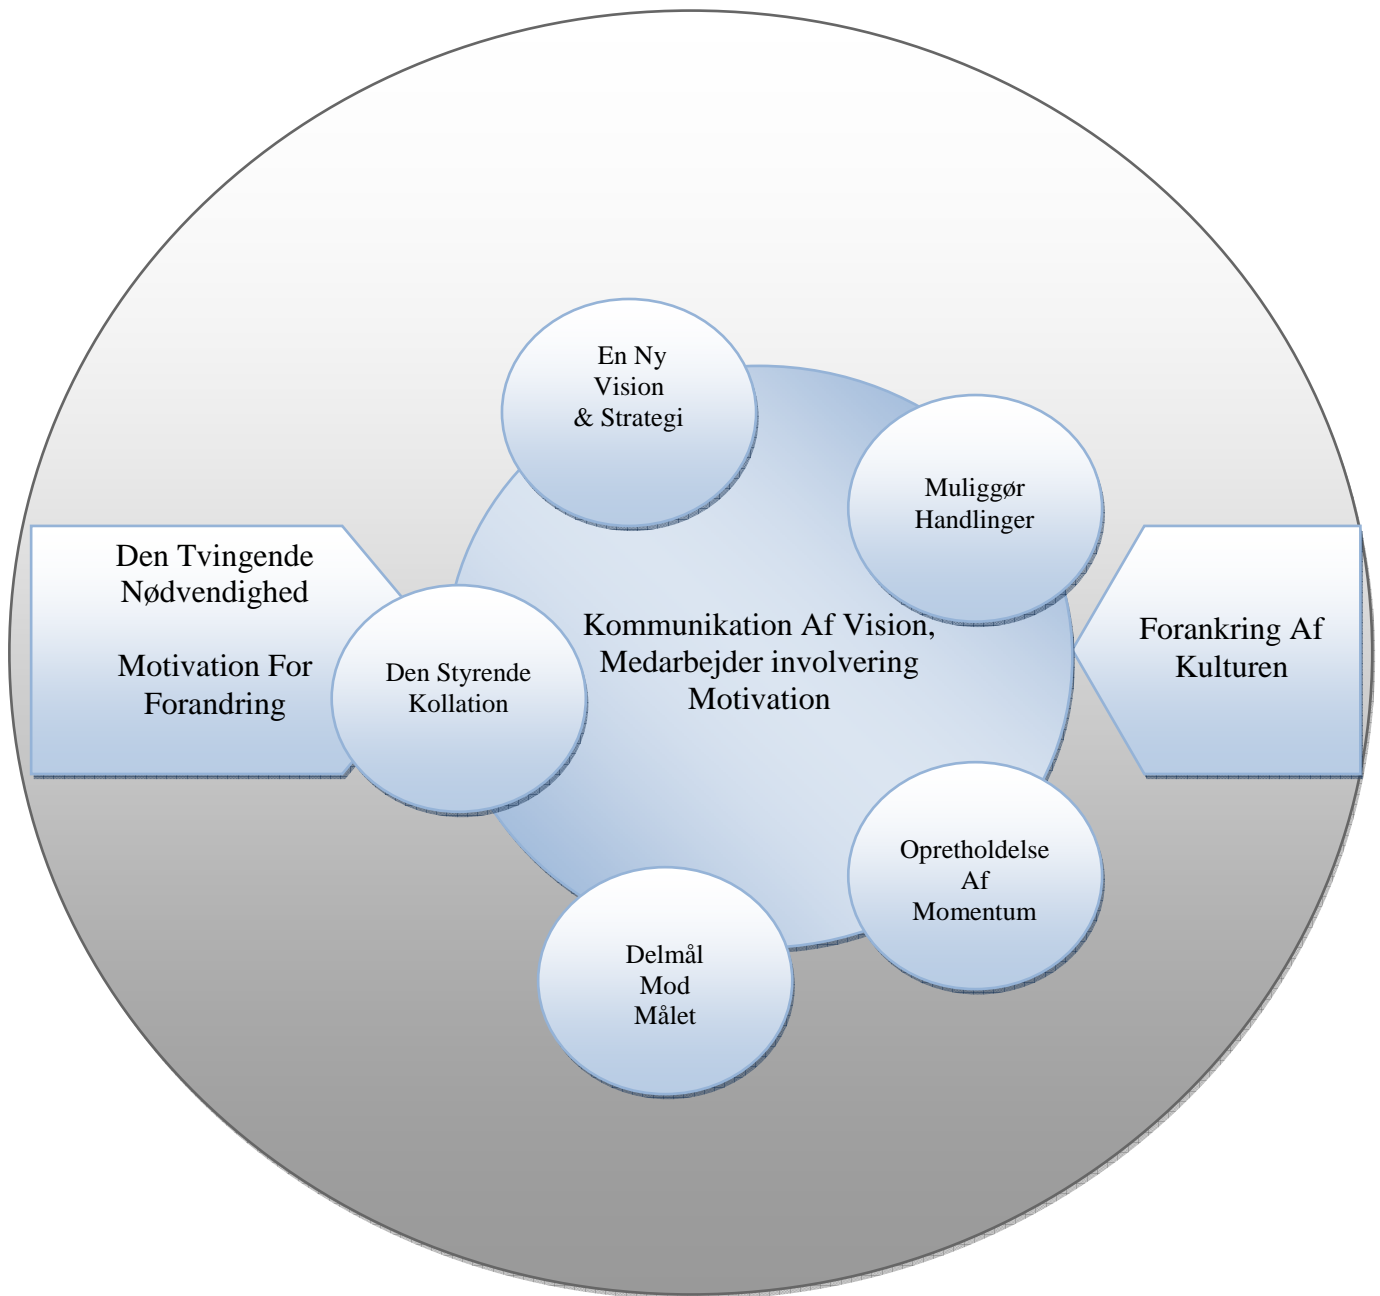 En Ny
Vision
& Strategi
Muliggør
Handlinger
Den Tvingende
Nødvendighed
Motivation For
Forandring
Den Styrende
Kollation
Kommunikation Af Vision,
Medarbejder involvering
Motivation
Forankring Af
Kulturen
Opretholdelse
Af
Momentum
Delmål
Mod
Målet